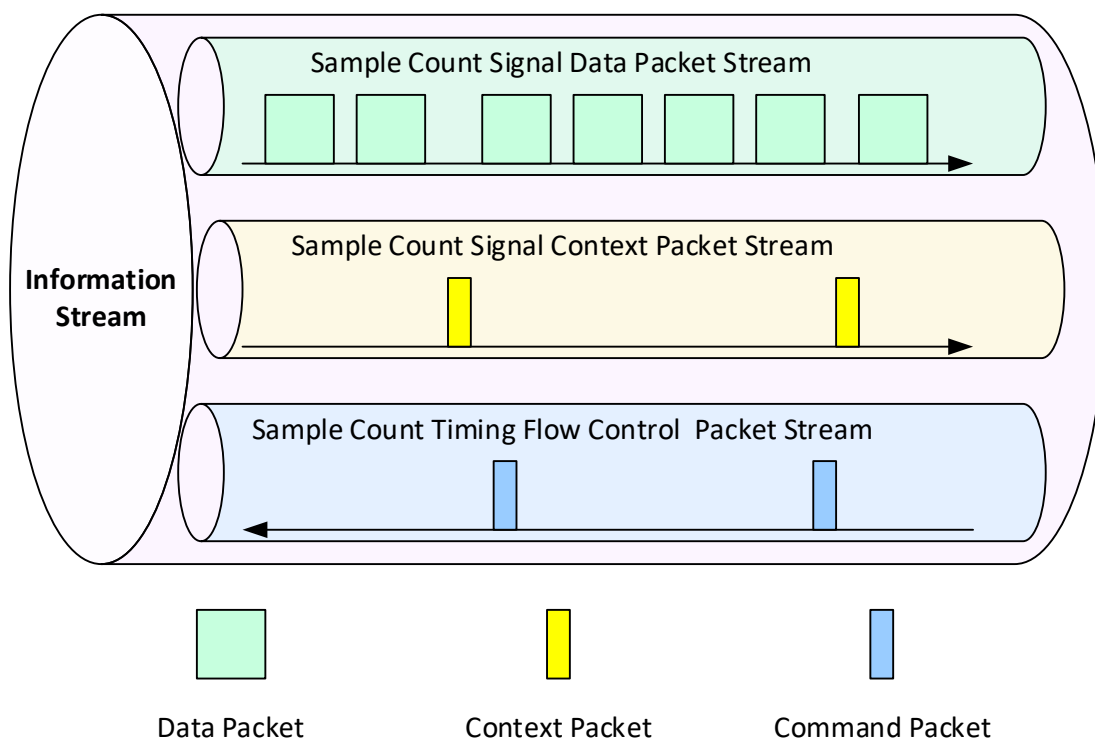 Sample Count Signal Data Packet Stream
Sample Count Signal Context Packet Stream
Information
Stream
Sample Count Timing Flow Control  Packet Stream
Data Packet
Context Packet
Command Packet